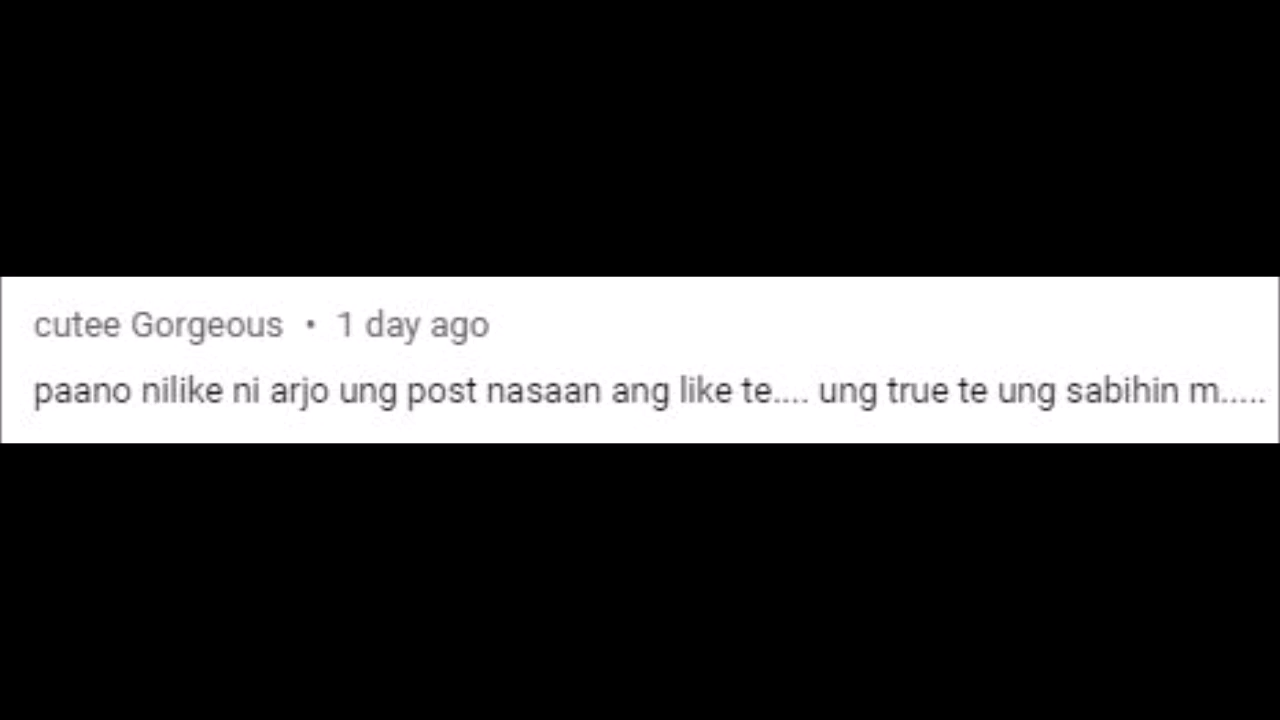 cutee Gorgeous • 1 day ago
paano nilike ni arjo ung post nasaan ang like te.... ung true te ung sabihin m.....